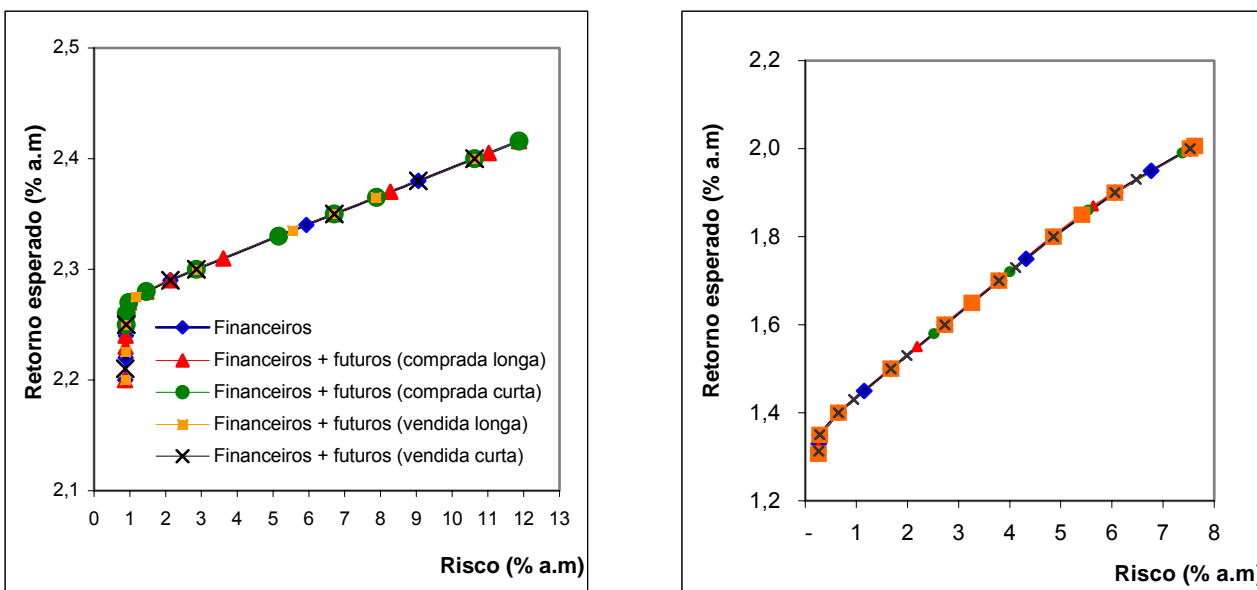 2,5
2,4
2,3
2,2
2,1
Retorno esperado (% a.m)
Financeiros
Financeiros + futuros (comprada longa)
Financeiros + futuros (comprada curta)
Financeiros + futuros (vendida longa)
Financeiros + futuros (vendida curta)
0 1 2 3 4 5 6 7 8 9 10 11 12 13
Risco (% a.m)
2,2
2,0
1,8
1,6
1,4
1,2
Retorno esperado (% a.m)
- 1 2 3 4 5 6 7 8
Risco (% a.m)